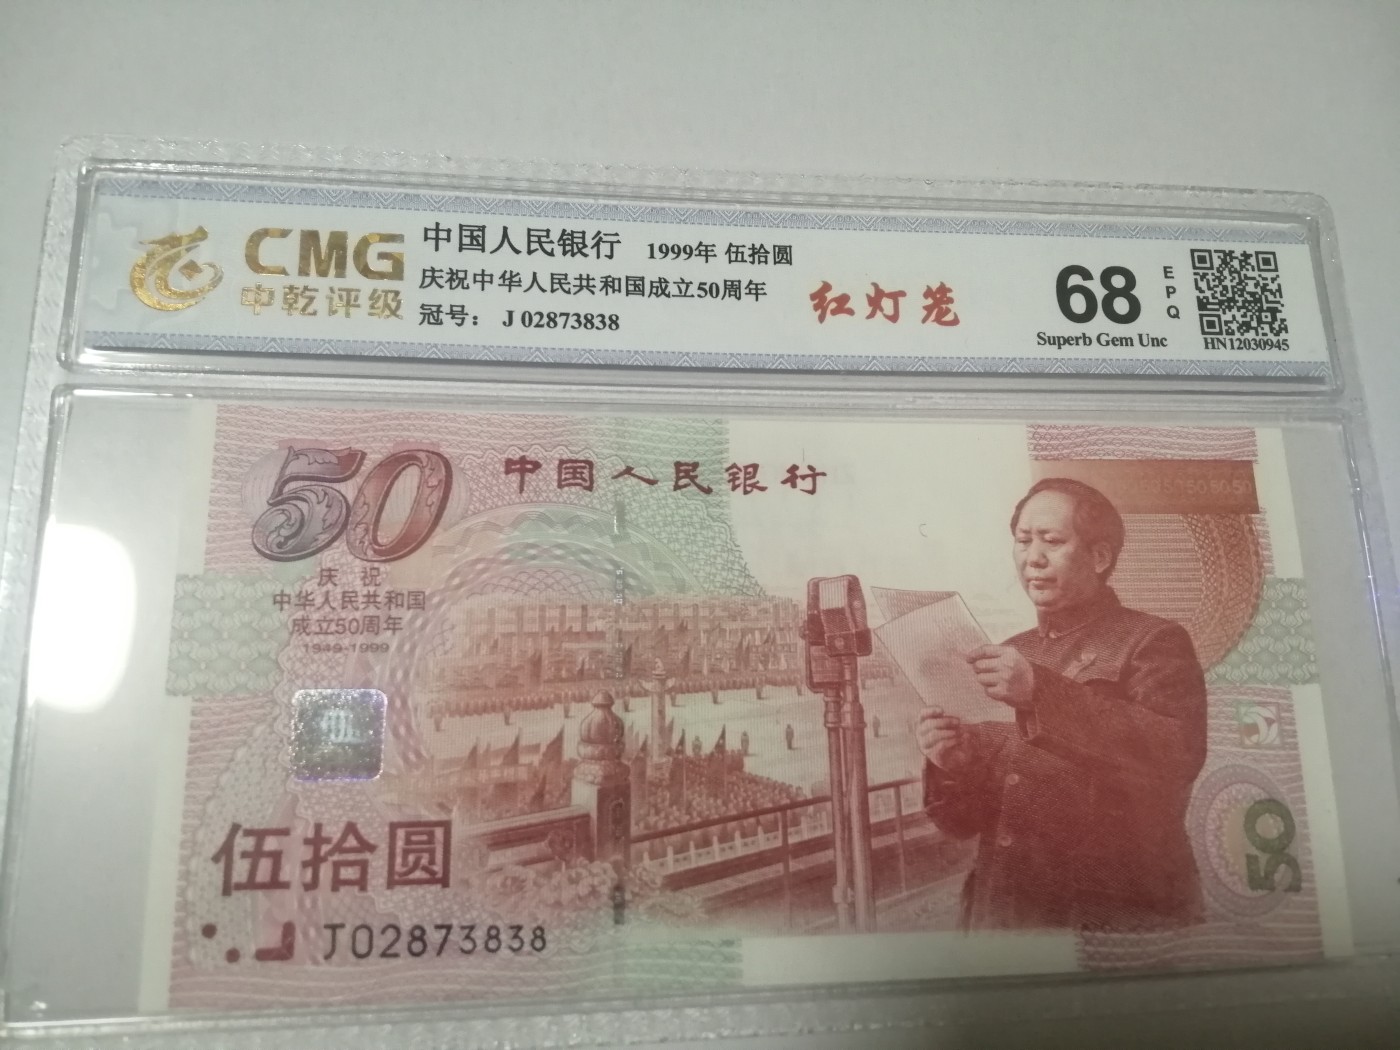 CMG
中乾评级
中国人民银行 1999年 伍拾圆
庆祝中华人民共和国成立50周年
冠号： J 02873838
红灯笼
68
EPQ
Superb Gem Unc
HN12030945
50
中国人民银行
庆祝
中华人民共和国
成立50周年
1949-1999
伍拾圆
J02873838
50